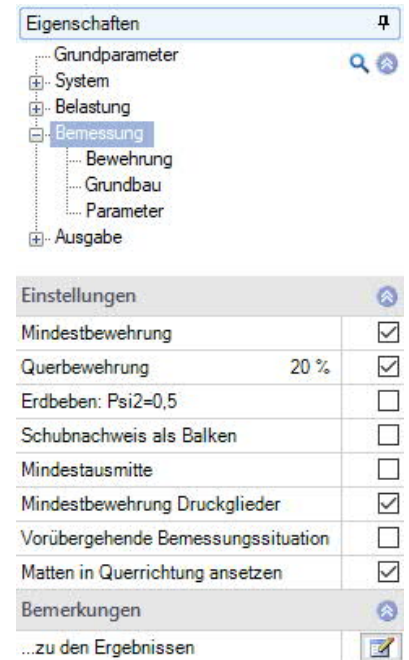 Eigenschaften
Grundparameter
System
Belastung
Bemessung
Bewehrung
Grundbau
Parameter
Ausgabe
Einstellungen
Mindestbewehrung
Querbewehrung 20 %
Erdbeben: Psi2=0,5
Schubnachweis als Balken
Mindestausmitte
Mindestbewehrung Druckglieder
Vorübergehende Bemessungssituation
Matten in Querrichtung ansetzen
Bemerkungen
...zu den Ergebnissen